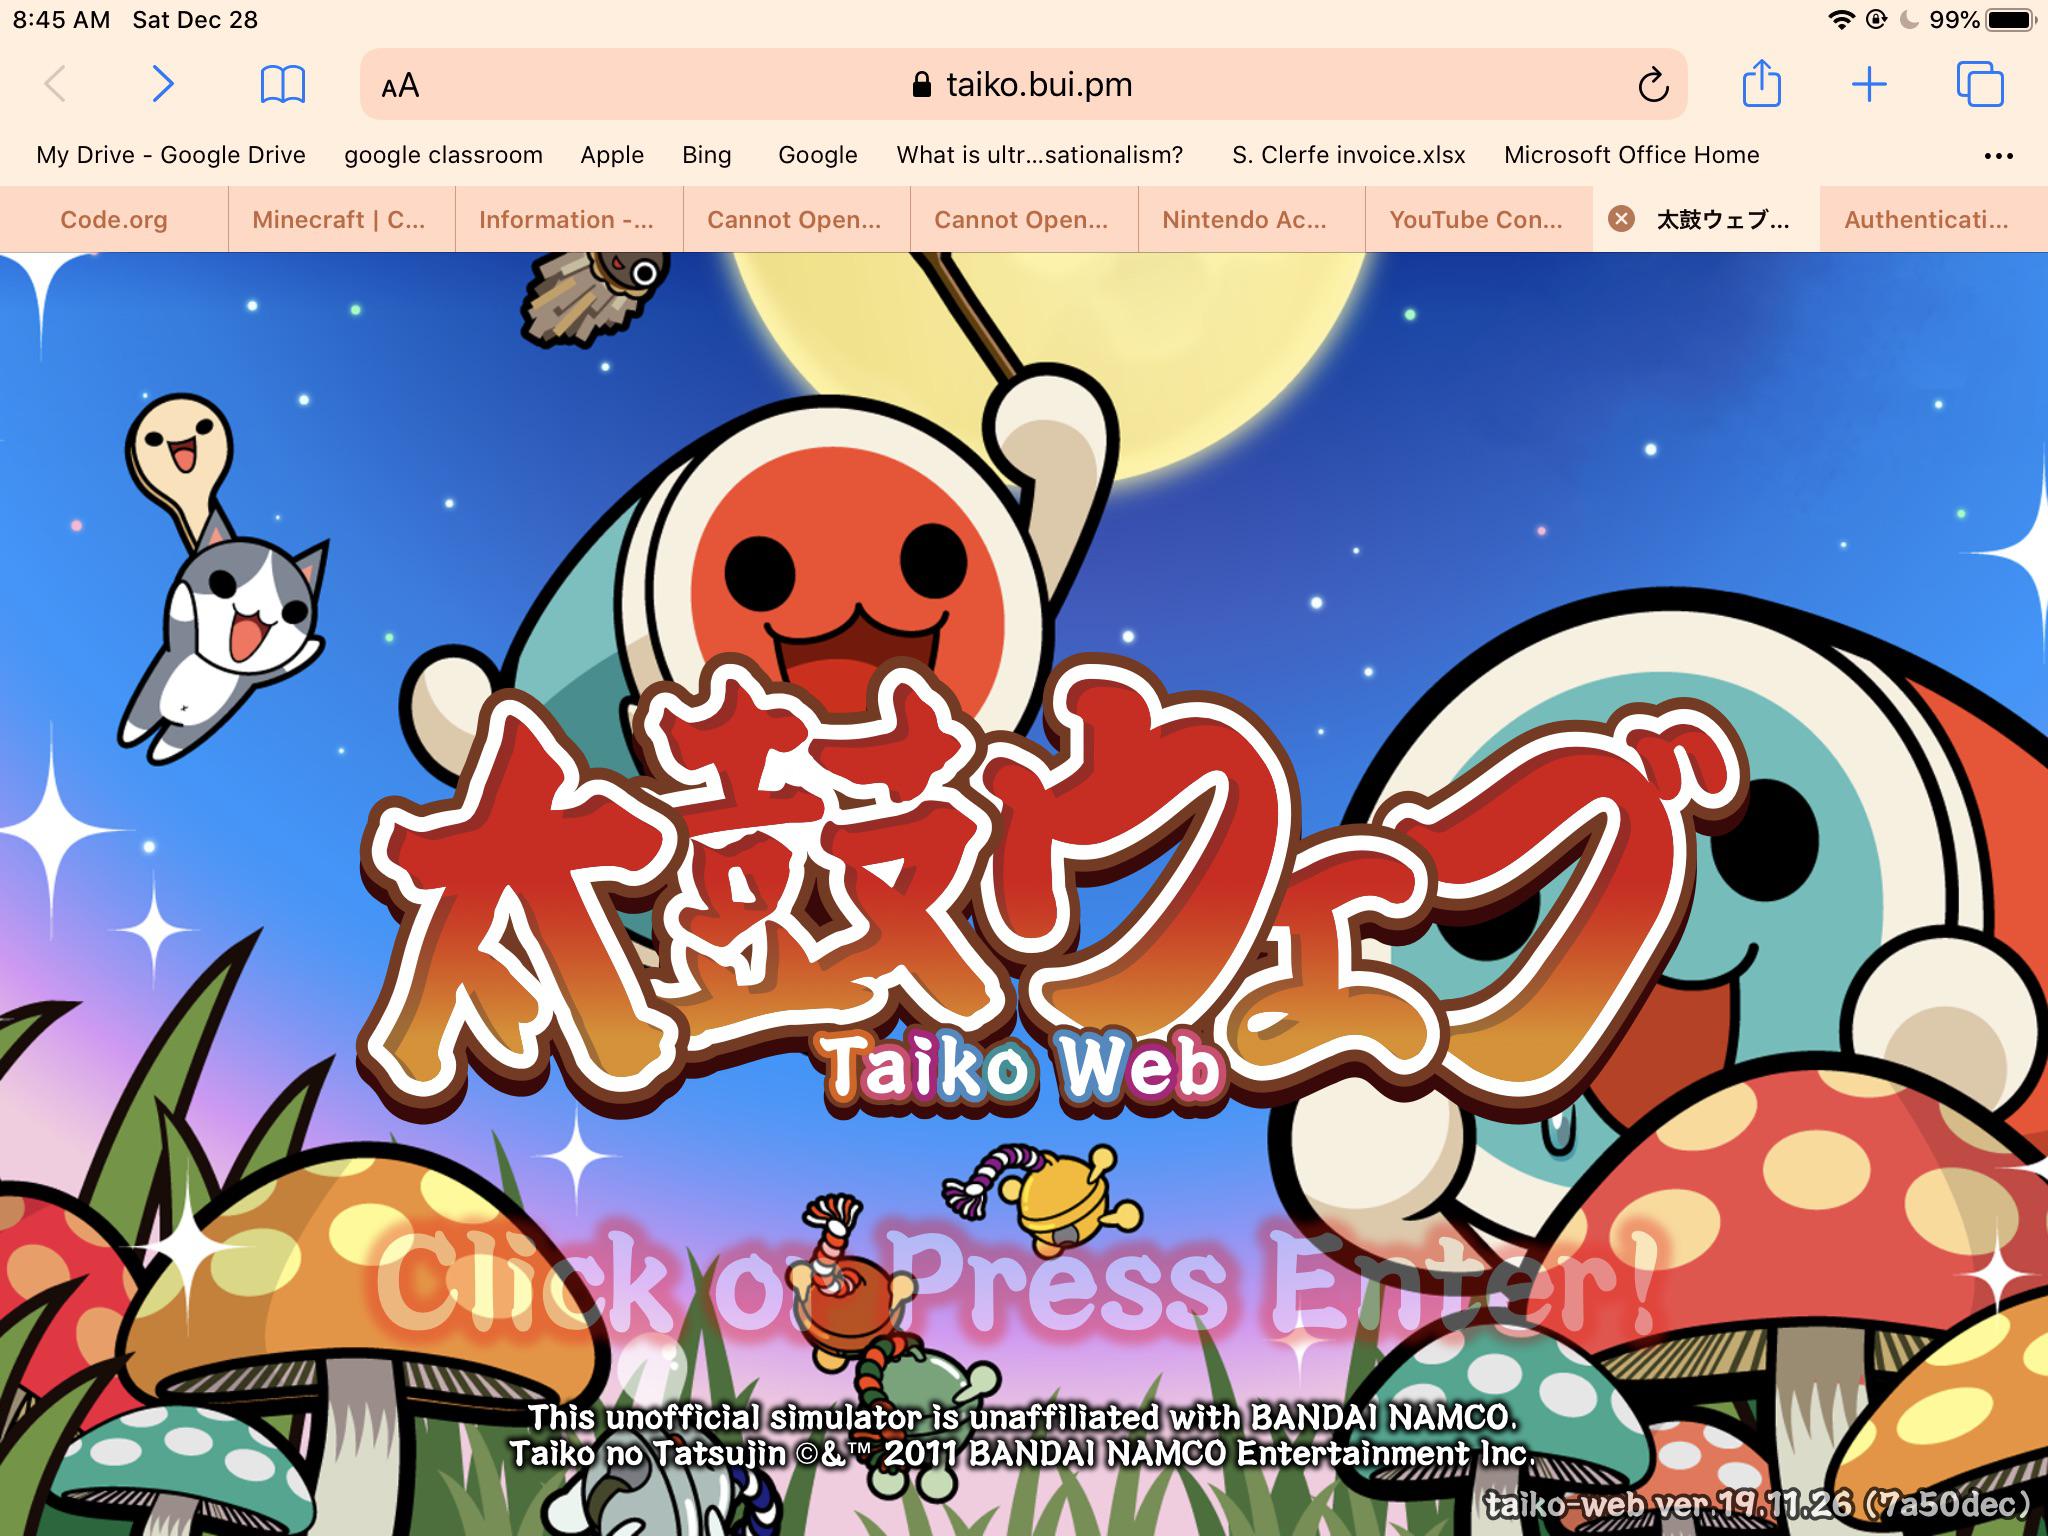 8:45 AM Sat Dec 28
99%
AA taiko.bui.pm
My Drive - Google Drive google classroom Apple Bing Google What is ultr...sationalism? S. Clerfe invoice.xlsx Microsoft Office Home
Code.org Minecraft | C... Information -... Cannot Open... Cannot Open... Nintendo Ac... YouTube Con... 太鼓ウェブ... Authenticati...
太鼓ウェブ
Taiko Web
Click or Press Enter!
This unofficial simulator is unaffiliated with BANDAI NAMCO.
Taiko no Tatsujin ©&™ 2011 BANDAI NAMCO Entertainment Inc.
taiko-web ver.19.11.26 (7a50dec)